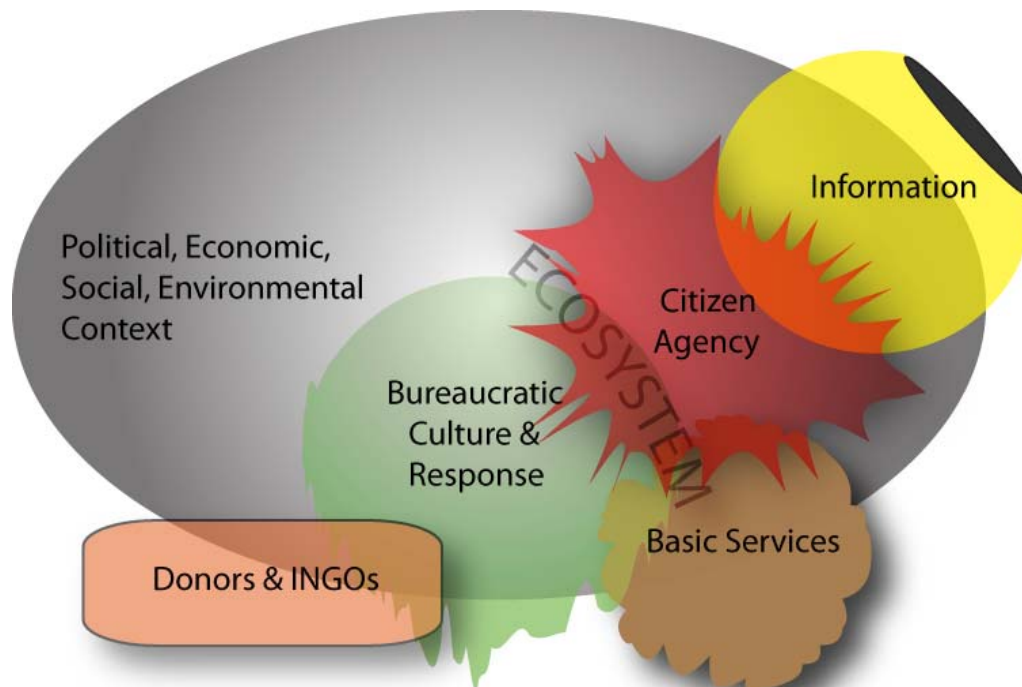 Information
Political, Economic,
Social, Environmental
Context
ECOSYSTEM
Citizen
Agency
Bureaucratic
Culture &
Response
Basic Services
Donors & INGOs